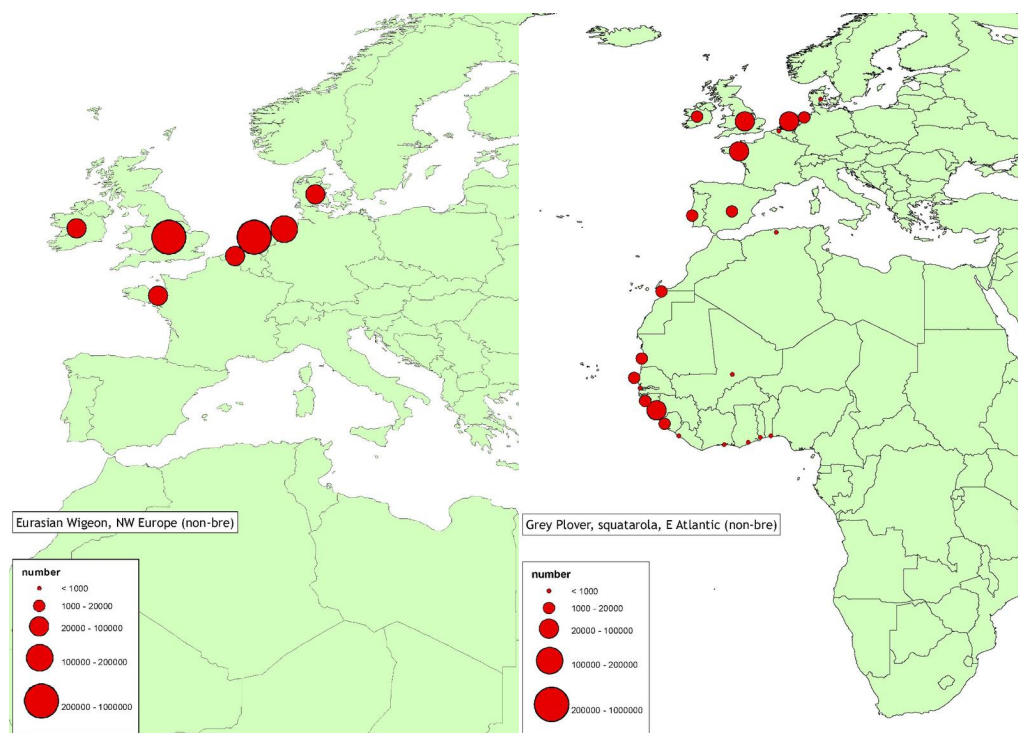 Eurasian Wigeon, NW Europe (non-bre)
number
< 1000
1000 - 20000
20000 - 100000
100000 - 200000
200000 - 1000000
Grey Plover, squatarola, E Atlantic (non-bre)
number
< 1000
1000 - 20000
20000 - 100000
100000 - 200000
200000 - 1000000